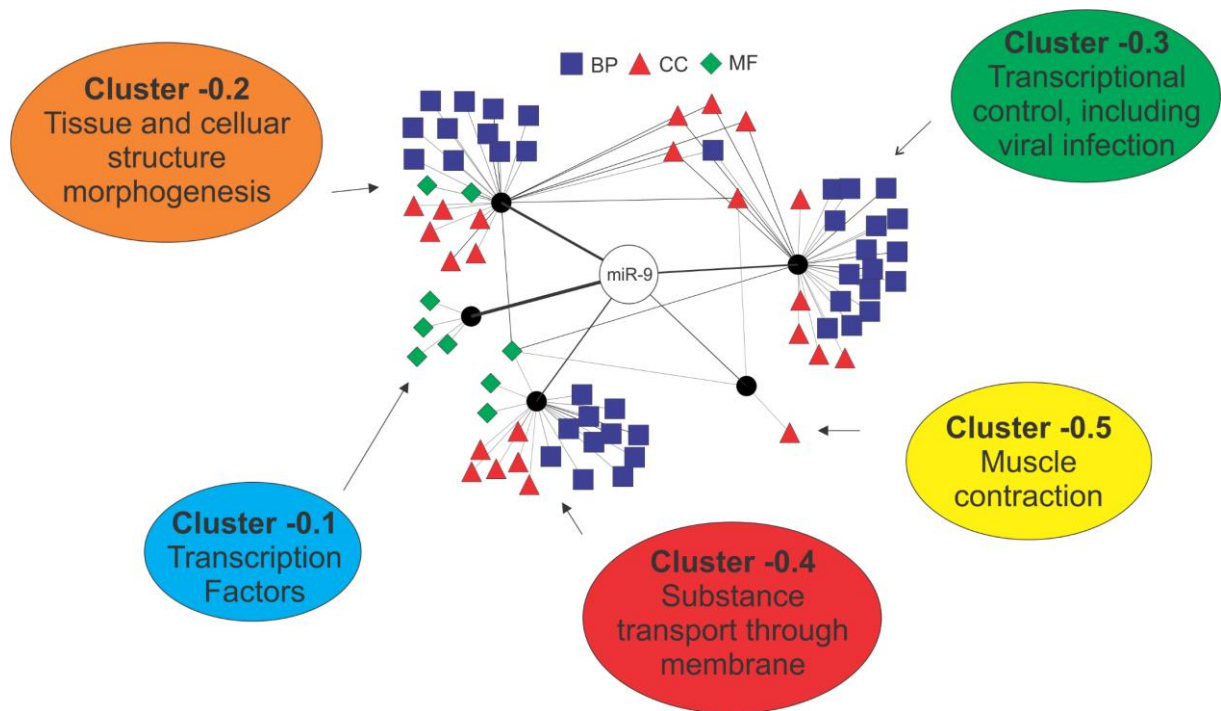 BP CC MF
Cluster -0.2
Tissue and celluar
structure
morphogenesis
Cluster -0.3
Transcriptional
control, including
viral infection
miR-9
Cluster -0.5
Muscle
contraction
Cluster -0.1
Transcription
Factors
Cluster -0.4
Substance
transport through
membrane